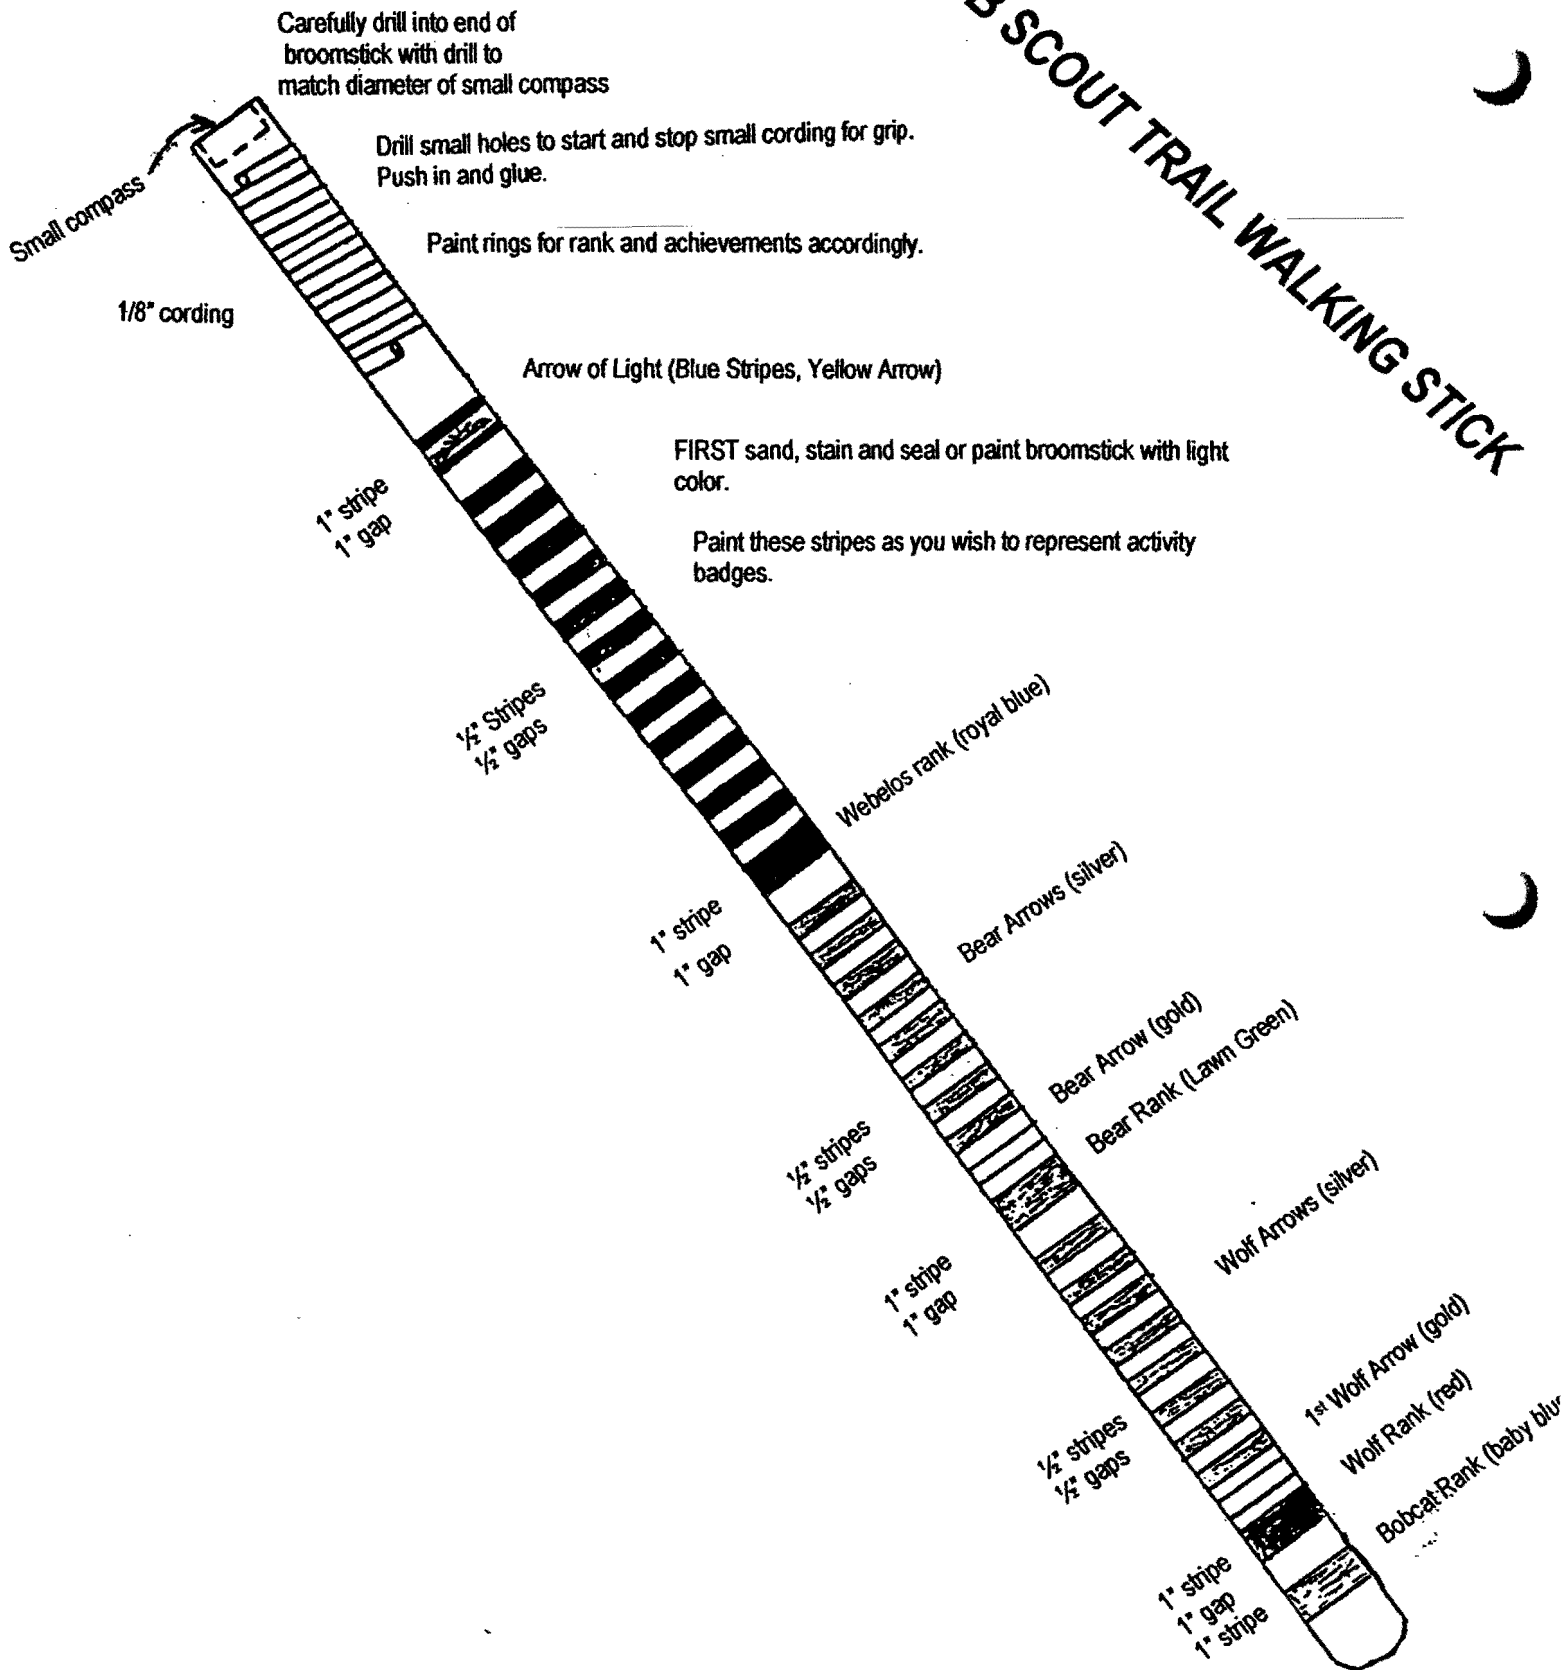 SCOUT TRAIL WALKING STICK
Carefully drill into end of
broomstick with drill to
match diameter of small compass
Drill small holes to start and stop small cording for grip.
Push in and glue.
Small compass
Paint rings for rank and achievements accordingly.
1/8" cording
Arrow of Light (Blue Stripes, Yellow Arrow)
FIRST sand, stain and seal or paint broomstick with light
color.
1" stripe
1" gap
Paint these stripes as you wish to represent activity
badges.
½" Stripes
½" gaps
Webelos rank (royal blue)
1" stripe
1" gap
Bear Arrows (silver)
Bear Arrow (gold)
Bear Rank (Lawn Green)
½" stripes
½" gaps
Wolf Arrows (silver)
1" stripe
1" gap
1st Wolf Arrow (gold)
Wolf Rank (red)
Bobcat Rank (baby
½" stripes
½" gaps
1" stripe
1" gap
1" stripe